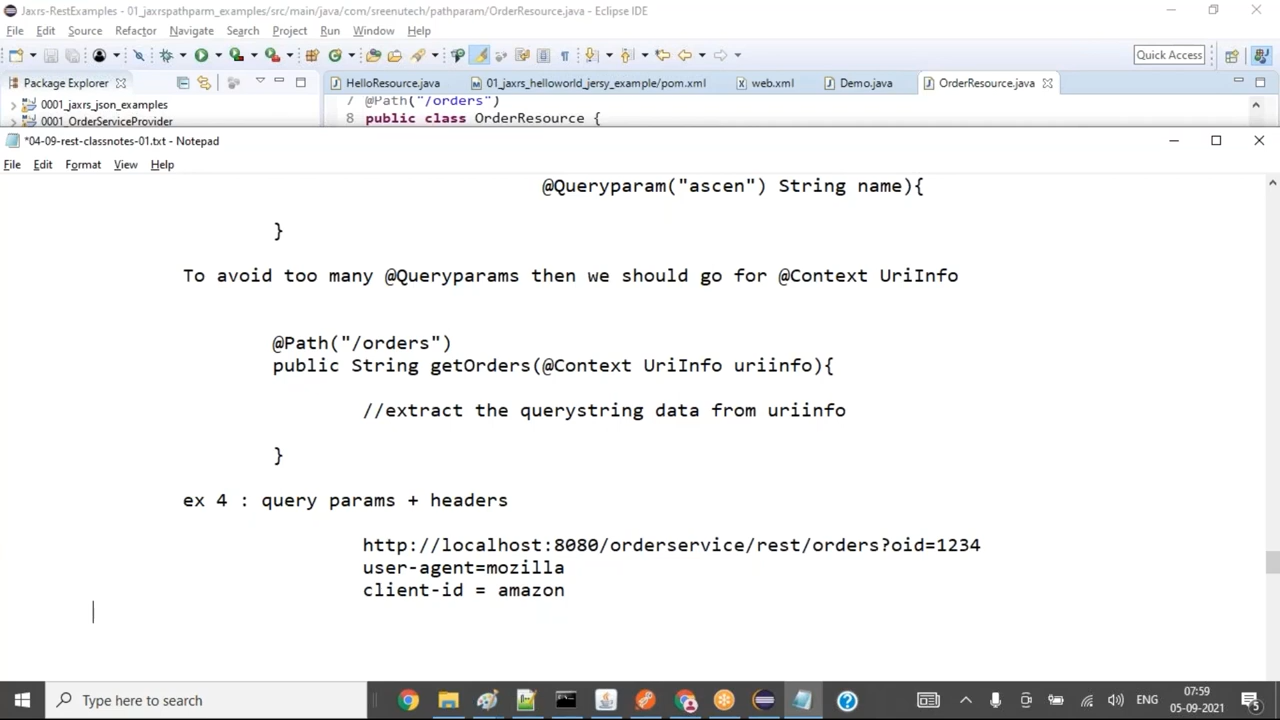 Jaxrs-RestExamples - 01_jaxrspathparm_examples/src/main/java/com/sreenutech/pathparam/OrderResource.java - Eclipse IDE
File Edit Source Refactor Navigate Search Project Run Window Help
Quick Access
Package Explorer
HelloResource.java 01_jaxrs_helloworld_jersy_example/pom.xml web.xml Demo.java OrderResource.java
0001_jaxrs_json_examples
0001_OrderServiceProvider
7 @Path("/orders")
8 public class OrderResource {
*04-09-rest-classnotes-01.txt - Notepad
File Edit Format View Help
@Queryparam("ascen") String name){
}
To avoid too many @Queryparams then we should go for @Context UriInfo
@Path("/orders")
public String getOrders(@Context UriInfo uriinfo){
//extract the querystring data from uriinfo
}
ex 4 : query params + headers
http://localhost:8080/orderservice/rest/orders?oid=1234
user-agent=mozilla
client-id = amazon
Type here to search
ENG
07:59
05-09-2021
5